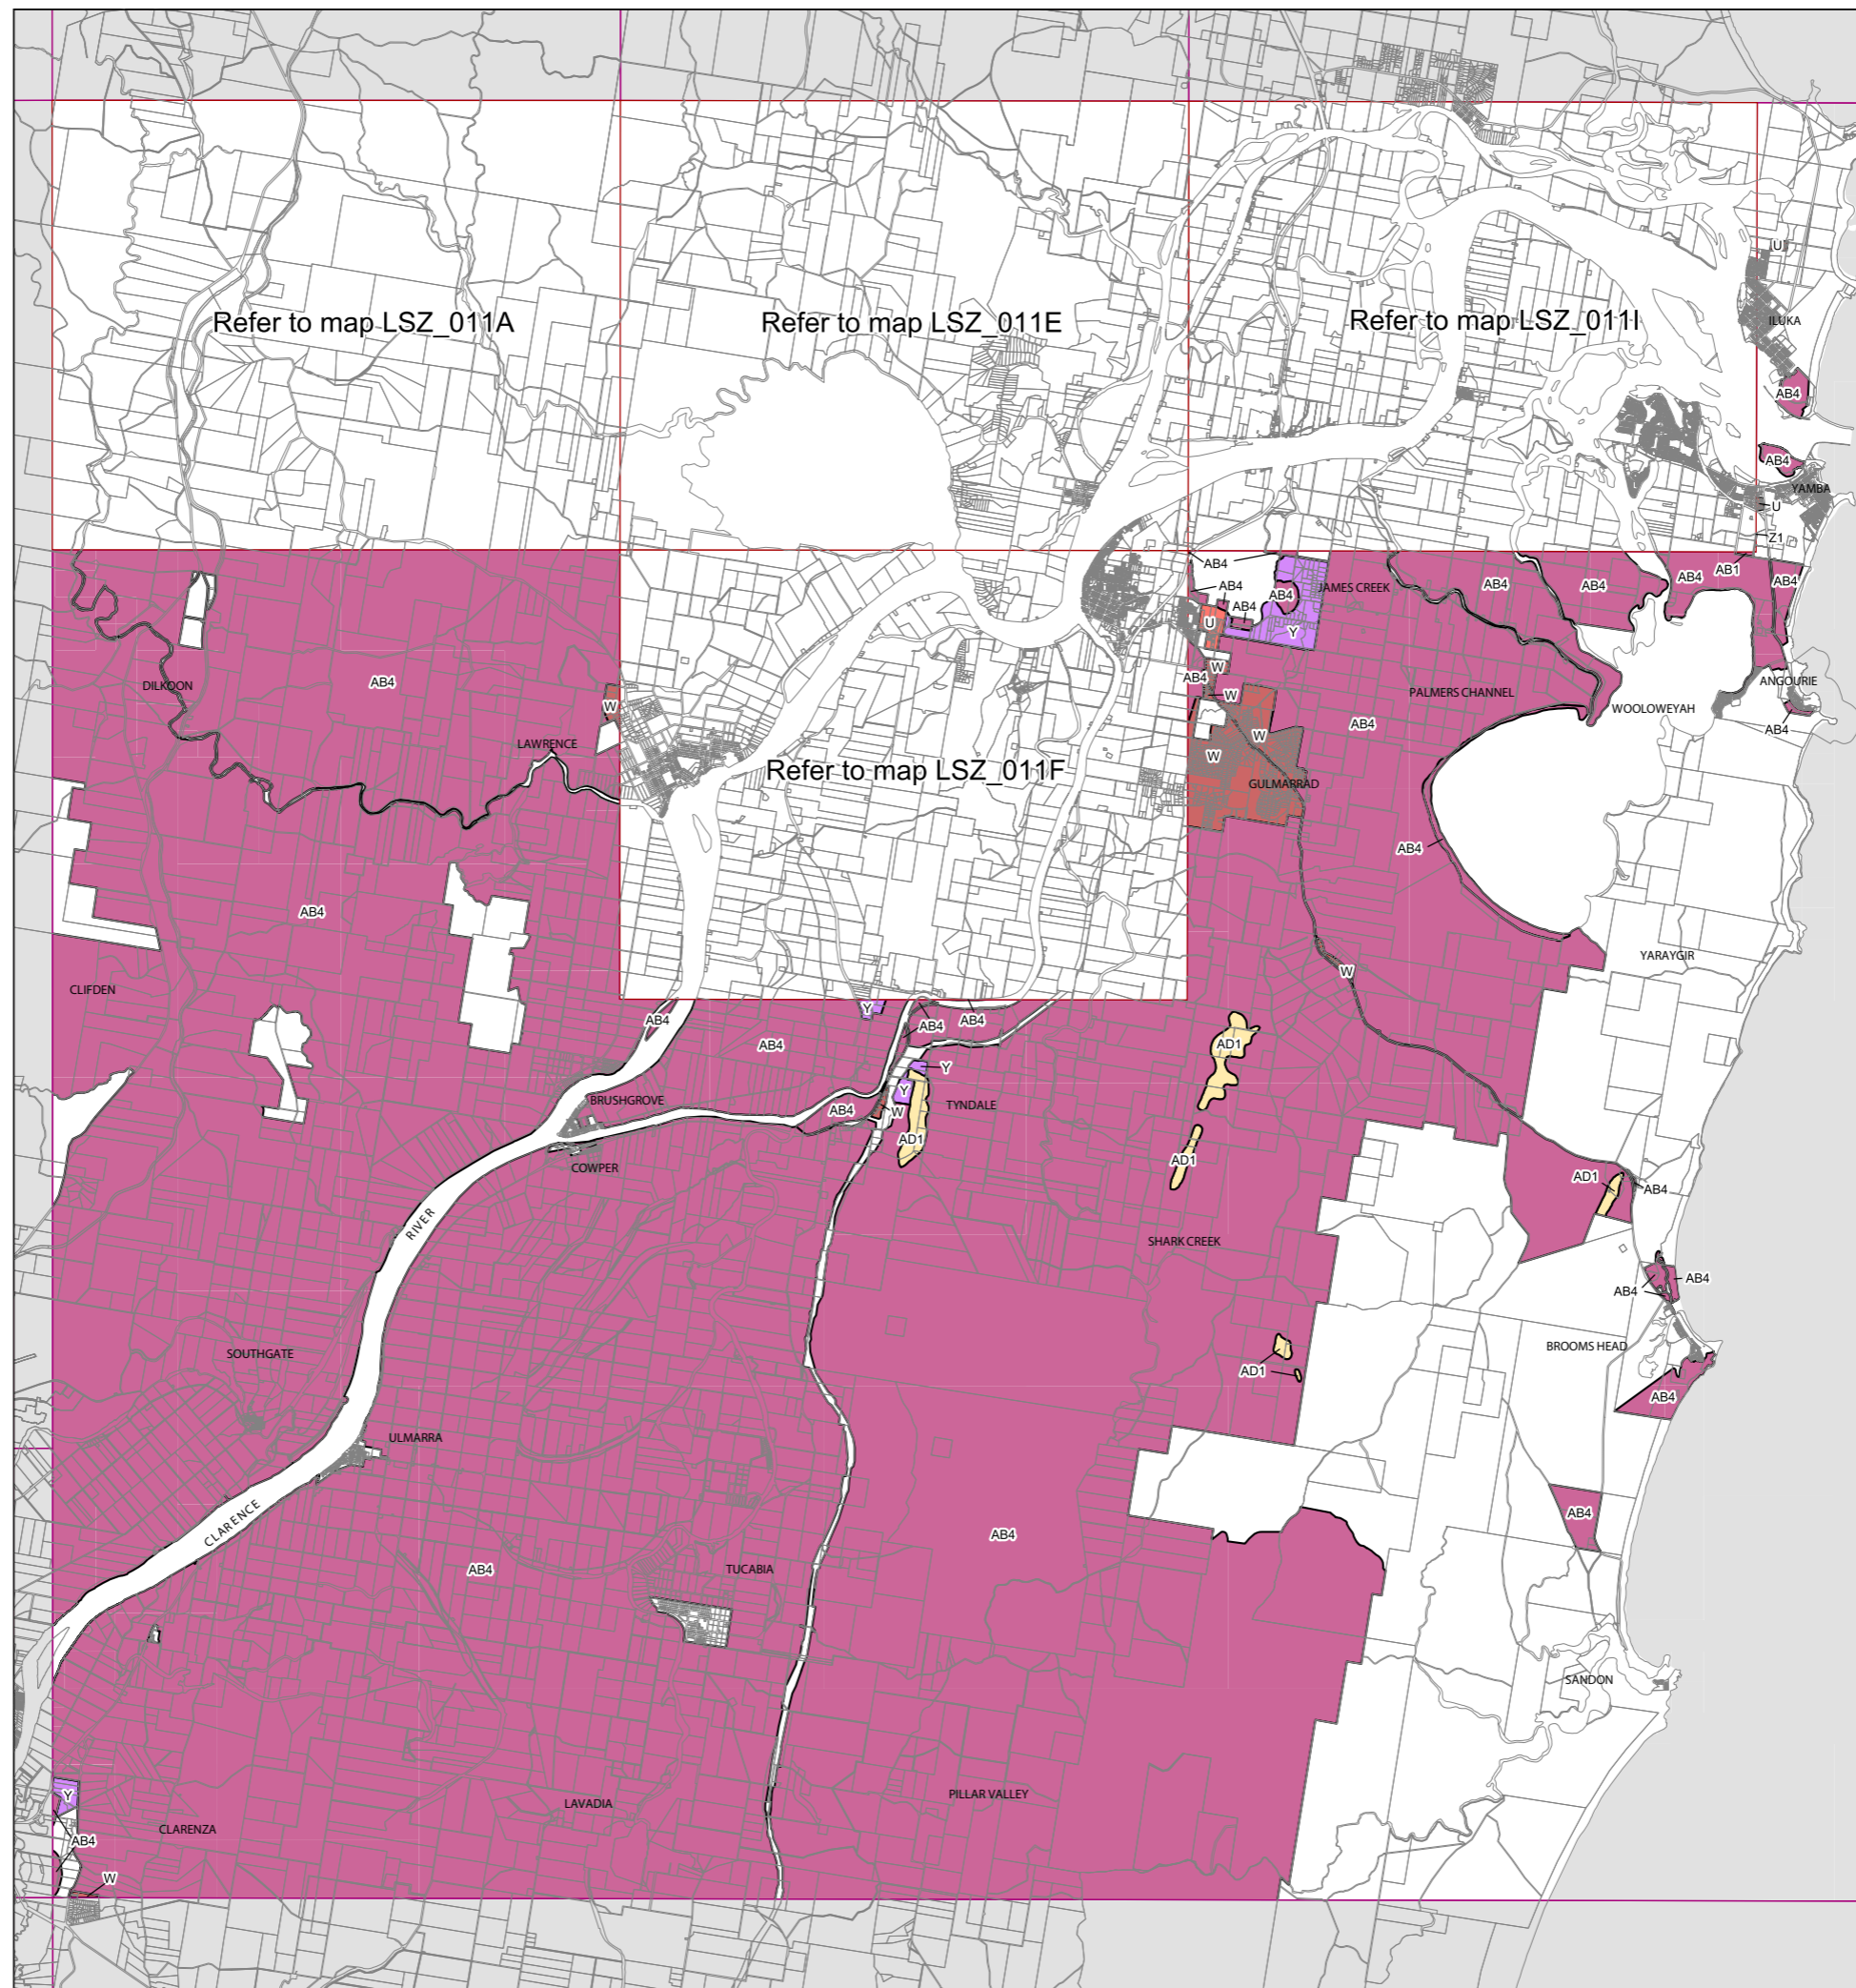 U
Refer to map LSZ_011A
Refer to map LSZ_011E
Refer to map LSZ_011I
ILUKA
AB4
AB4
YAMBA
U
Z1
AB4
AB4
AB4
AB4
JAMES CREEK
AB4
AB4
AB4
AB1
AB4
U
Y
W
AB4
W
DILKOON
AB4
W
PALMERS CHANNEL
WOOLOWEYAH
ANGOURIE
AB4
AB4
LAWRENCE
W
W
Refer to map LSZ_011F
GULMARRAD
AB4
AB4
YARAYGIR
W
CLIFDEN
Y
AB4
AB4
AB4
AB4
AD1
Y
Y
BRUSHGROVE
AB4
W
TYNDALE
AD1
COWPER
AD1
AD1
AB4
RIVER
SHARK CREEK
AB4
AB4
SOUTHGATE
BROOMS HEAD
AD1
AB4
ULMARRA
CLARENCE
AB4
AB4
AB4
TUCABIA
SANDON
Y
PILLAR VALLEY
LAVADIA
CLARENZA
AB4
W